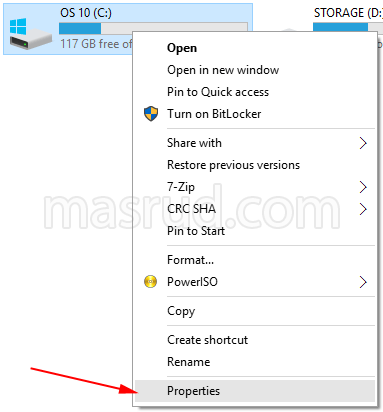 OS 10 (C:)
117 GB free of
STORAGE (D:
Open
Open in new window
Pin to Quick access
Turn on BitLocker
Share with
Restore previous versions
7-Zip
CRC SHA
Pin to Start
Format...
PowerISO
Copy
Create shortcut
Rename
Properties
masrud.com